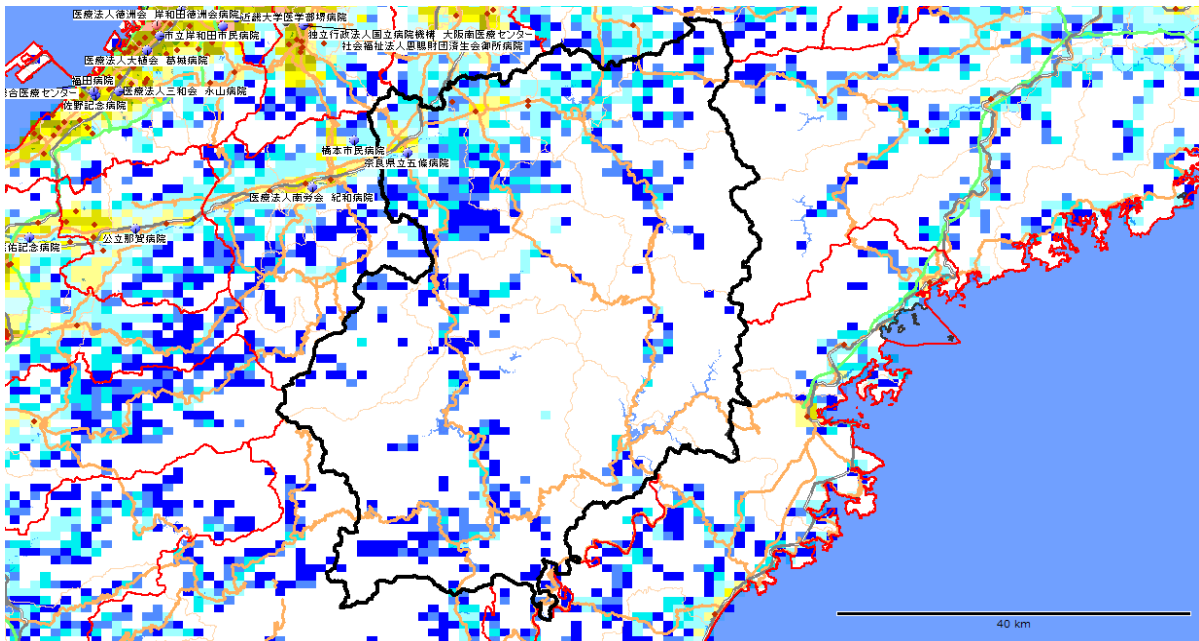 医療法人徳洲会 岸和田徳洲会病院
近畿大学医学部堺病院
市立岸和田市民病院
独立行政法人国立病院機構 大阪南医療センター
社会福祉法人恩賜財団済生会御所病院
医療法人大植会 葛城病院
福田病院
総合医療センター
医療法人三和会 永山病院
佐野記念病院
橋本市民病院
奈良県立五條病院
医療法人南労会 紀和病院
公立那賀病院
佑記念病院
40 km